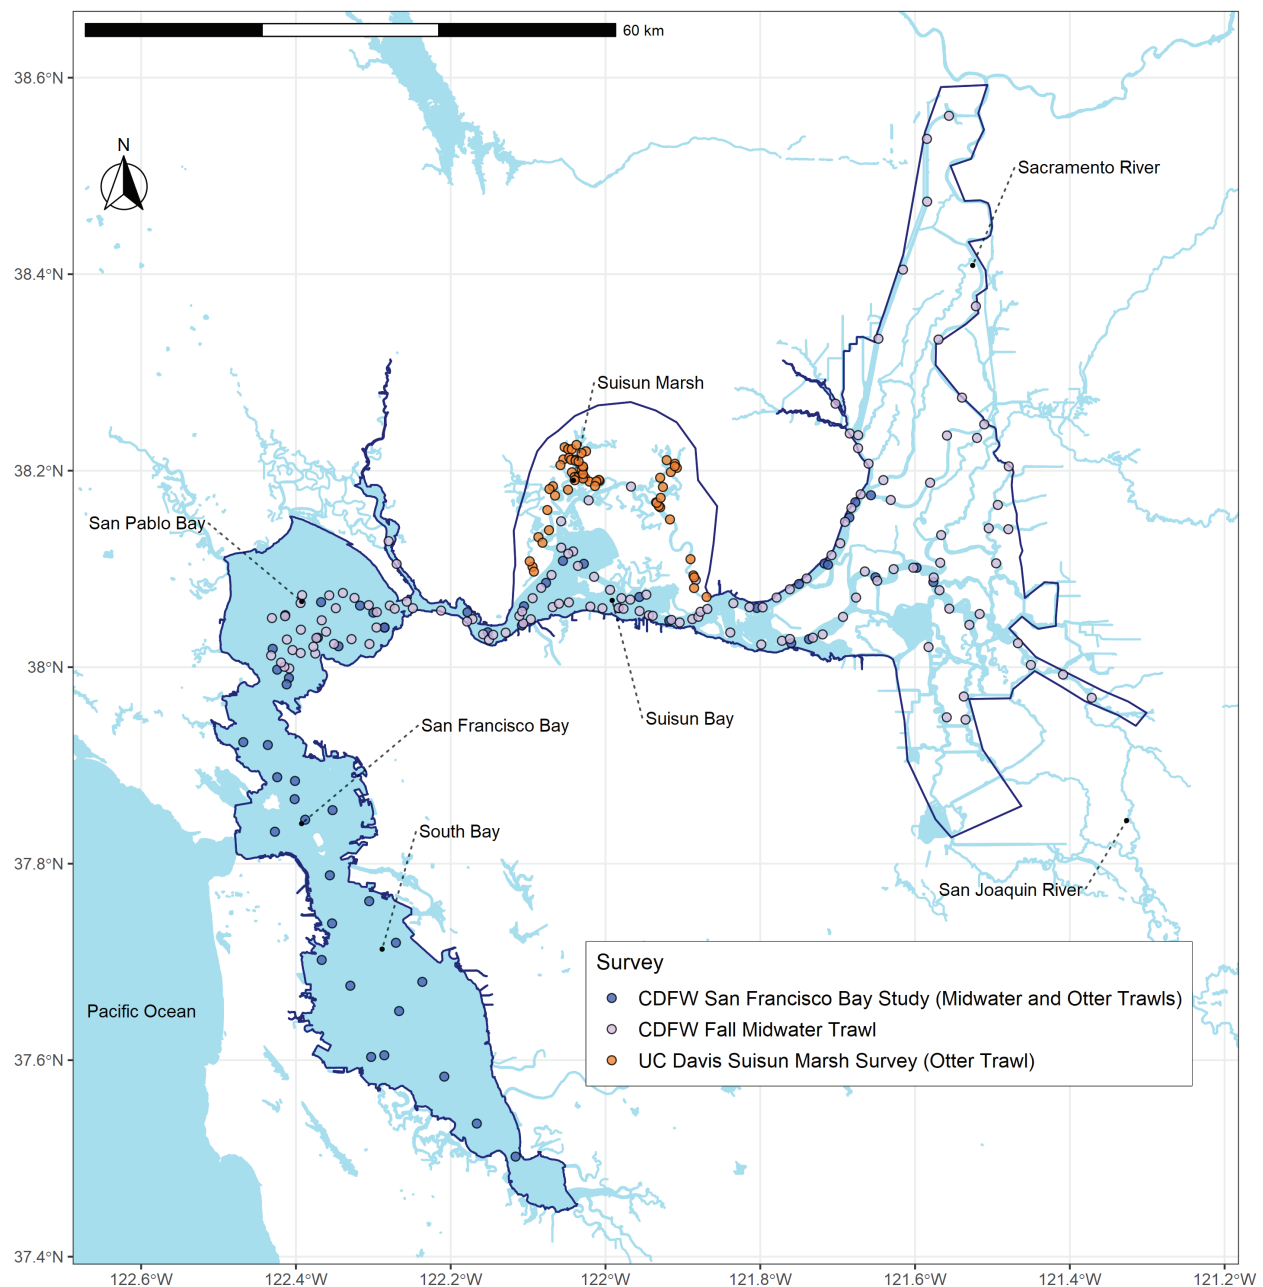 60 km
38.6°N
N
Sacramento River
38.4°N
Suisun Marsh
38.2°N
San Pablo Bay
38°N
Suisun Bay
San Francisco Bay
South Bay
37.8°N
San Joaquin River
Survey
CDFW San Francisco Bay Study (Midwater and Otter Trawls)
Pacific Ocean
CDFW Fall Midwater Trawl
UC Davis Suisun Marsh Survey (Otter Trawl)
37.6°N
37.4°N
122.6°W 122.4°W 122.2°W 122°W 121.8°W 121.6°W 121.4°W 121.2°W